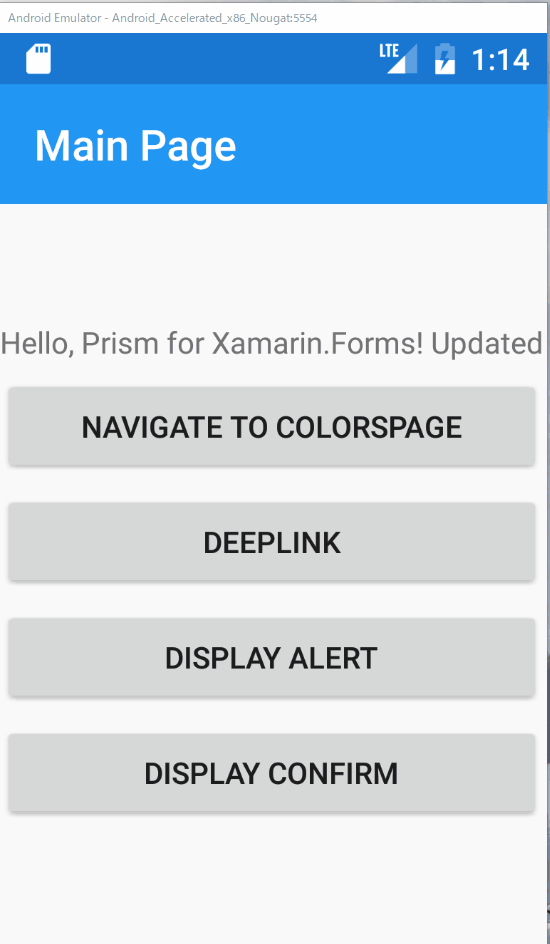 Android Emulator - Android_Accelerated_x86_Nougat:5554
LTE 1:14
Main Page
Hello, Prism for Xamarin.Forms! Updated
NAVIGATE TO COLORSPAGE
DEEPLINK
DISPLAY ALERT
DISPLAY CONFIRM